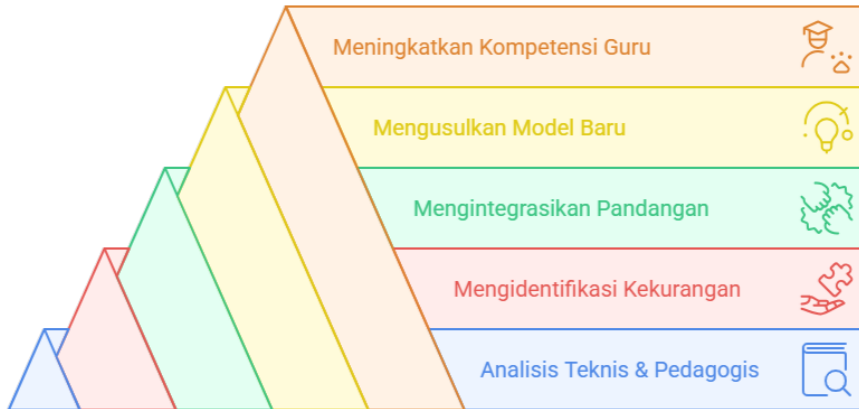 Meningkatkan Kompetensi Guru
Mengusulkan Model Baru
Mengintegrasikan Pandangan
Mengidentifikasi Kekurangan
Analisis Teknis & Pedagogis